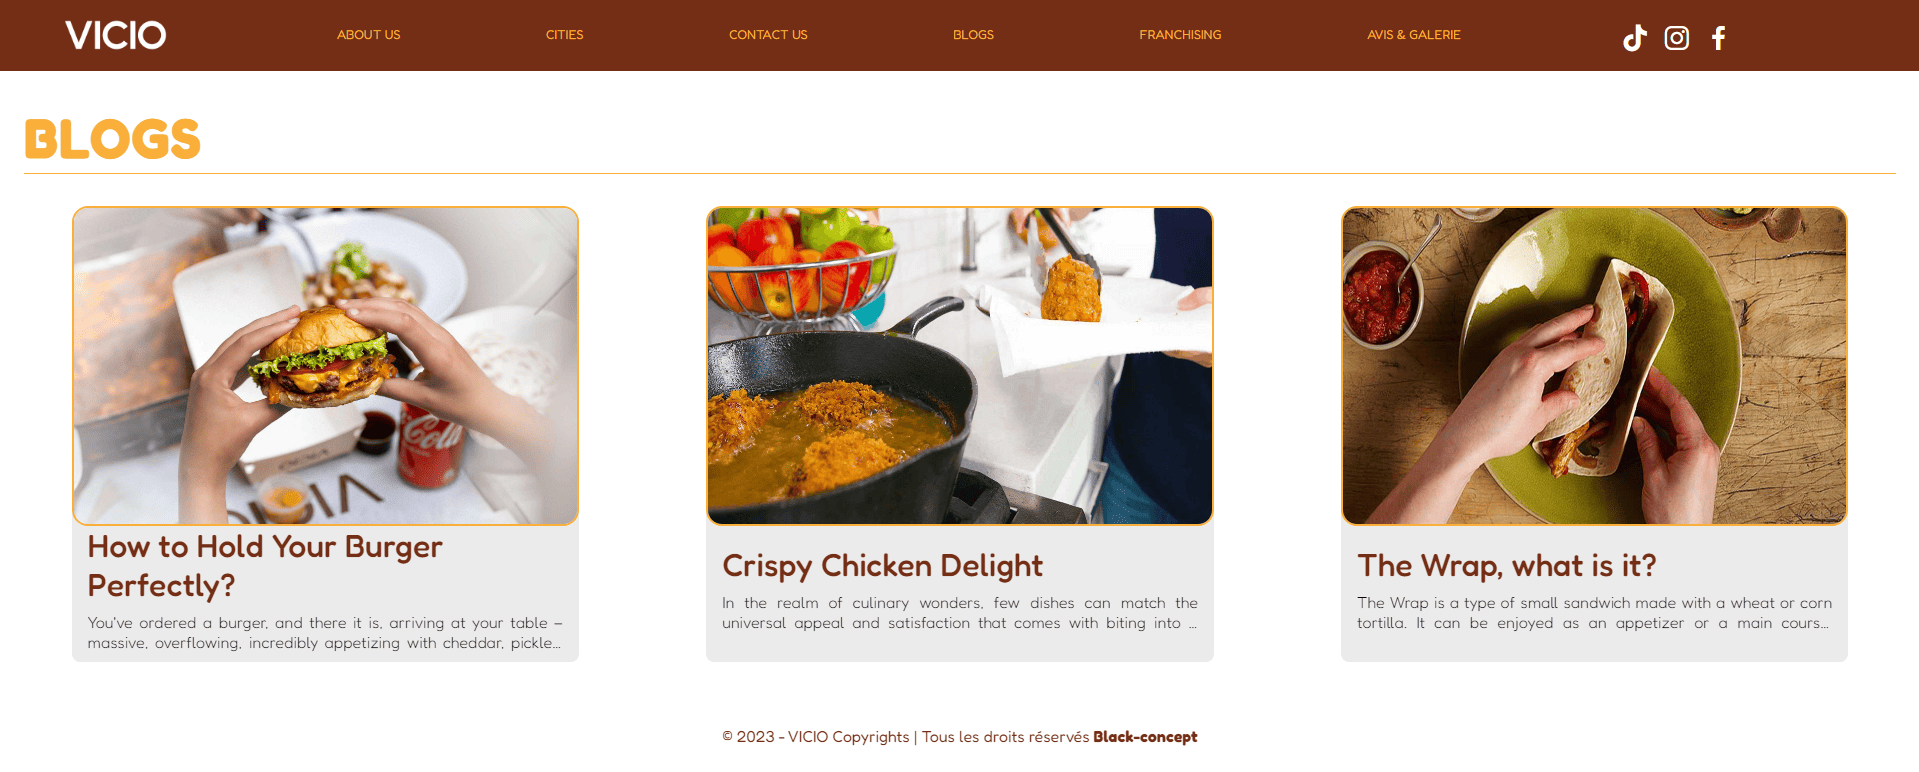 VICIO
ABOUT US
CITIES
CONTACT US
BLOGS
FRANCHISING
AVIS & GALERIE
BLOGS
Cola
VICIO
How to Hold Your Burger
Perfectly?
You've ordered a burger, and there it is, arriving at your table –
massive, overflowing, incredibly appetizing with cheddar, pickle...
Crispy Chicken Delight
In the realm of culinary wonders, few dishes can match the
universal appeal and satisfaction that comes with biting into ...
The Wrap, what is it?
The Wrap is a type of small sandwich made with a wheat or corn
tortilla. It can be enjoyed as an appetizer or a main cours...
© 2023 - VICIO Copyrights | Tous les droits réservés Black-concept